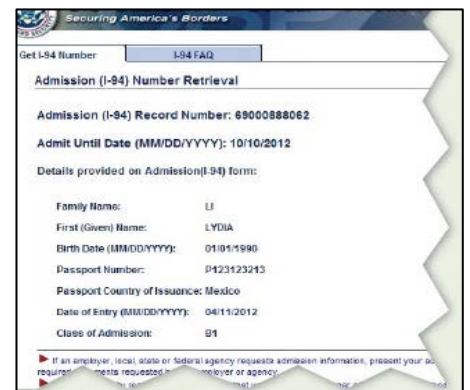 Securing America's Borders
Get I-94 Number I-94 FAQ
Admission (I-94) Number Retrieval
Admission (I-94) Record Number: 69000888062
Admit Until Date (MM/DD/YYYY): 10/10/2012
Details provided on Admission(I-94) form:
Family Name: LI
First (Given) Name: LYDIA
Birth Date (MM/DD/YYYY): 01/01/1990
Passport Number: P123123213
Passport Country of Issuance: Mexico
Date of Entry (MM/DD/YYYY): 04/11/2012
Class of Admission: B1
If an employer, local, state or federal agency requests admission information, present your